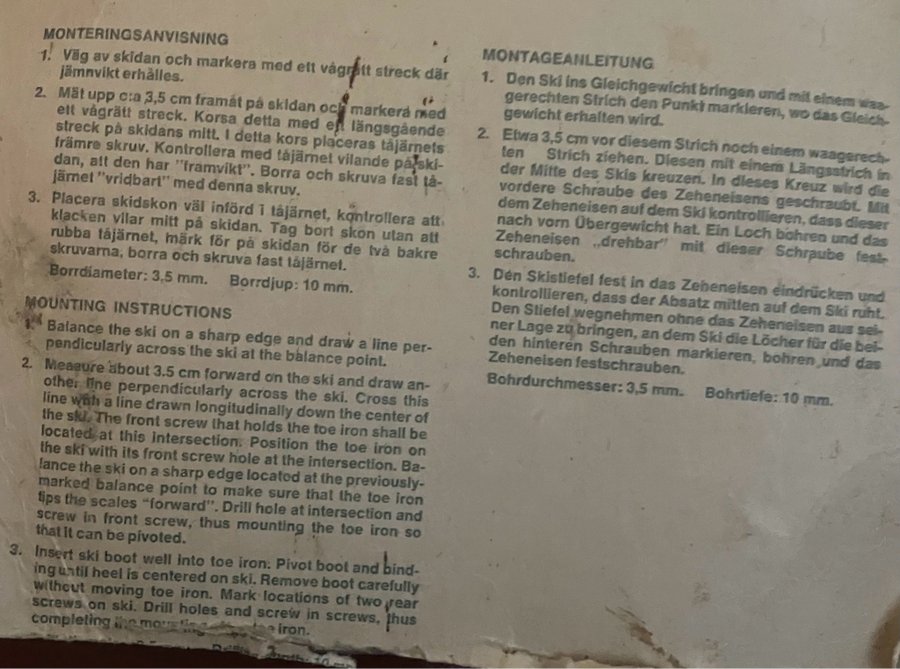 MONTERINGSANVISNING
1. Väg av skidan och markera med ett vågrätt streck där
jämnvikt erhålles.
2. Mät upp c:a 3,5 cm framåt på skidan och markera med
ett vågrätt streck. Korsa detta med ett längsgående
streck på skidans mitt. I detta kors placeras tåjärnets
främre skruv. Kontrollera med tåjärnet vilande på ski-
dan, att den har "framvikt". Borra och skruva fast tå-
järnet "vridbart" med denna skruv.
3. Placera skidskon väl införd i tåjärnet, kontrollera att
klacken vilar mitt på skidan. Tag bort skon utan att
rubba tåjärnet, märk för på skidan för de två bakre
skruvarna, borra och skruva fast tåjärnet.
Borrdiameter: 3,5 mm. Borrdjup: 10 mm.
MOUNTING INSTRUCTIONS
1. Balance the ski on a sharp edge and draw a line per-
pendicularly across the ski at the balance point.
2. Measure about 3.5 cm forward on the ski and draw an-
other line perpendicularly across the ski. Cross this
line with a line drawn longitudinally down the center of
the ski. The front screw that holds the toe iron shall be
located at this intersection. Position the toe iron on
the ski with its front screw hole at the intersection. Ba-
lance the ski on a sharp edge located at the previously-
marked balance point to make sure that the toe iron
tips the scales "forward". Drill hole at intersection and
screw in front screw, thus mounting the toe iron so
that it can be pivoted.
3. Insert ski boot well into toe iron. Pivot boot and bind-
ing until heel is centered on ski. Remove boot carefully
without moving toe iron. Mark locations of two rear
screws on ski. Drill holes and screw in screws, thus
completing the iron.
MONTAGEANLEITUNG
1. Den Ski ins Gleichgewicht bringen und mit einem waa-
gerechten Strich den Punkt markieren, wo das Gleich-
gewicht erhalten wird.
2. Etwa 3,5 cm vor diesem Strich noch einem waagerech-
ten Strich ziehen. Diesen mit einem Längsstrich in
der Mitte des Skis kreuzen. In dieses Kreuz wird die
vordere Schraube des Zeheneisens geschraubt. Mit
dem Zeheneisen auf dem Ski kontrollieren, dass dieser
nach vorn Übergewicht hat. Ein Loch bohren und das
Zeheneisen „drehbar" mit dieser Schraube fest-
schrauben.
3. Den Skistiefel fest in das Zeheneisen eindrücken und
kontrollieren, dass der Absatz mitten auf dem Ski ruht.
Den Stiefel wegnehmen ohne das Zeheneisen aus sei-
ner Lage zu bringen, an dem Ski die Löcher für die bei-
den hinteren Schrauben markieren, bohren und das
Zeheneisen festschrauben.
Bohrdurchmesser: 3,5 mm. Bohrtiefe: 10 mm.